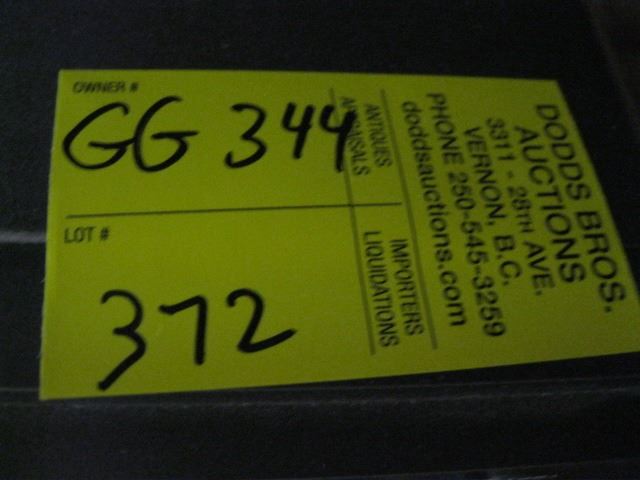 OWNER #
GG 344
LOT #
372
DODDS BROS.
AUCTIONS
3311 - 28TH AVE.
VERNON, B.C.
PHONE 250-545-3259
doddsauctions.com
ANTIQUES IMPORTERS
APPRAISALS LIQUIDATIONS